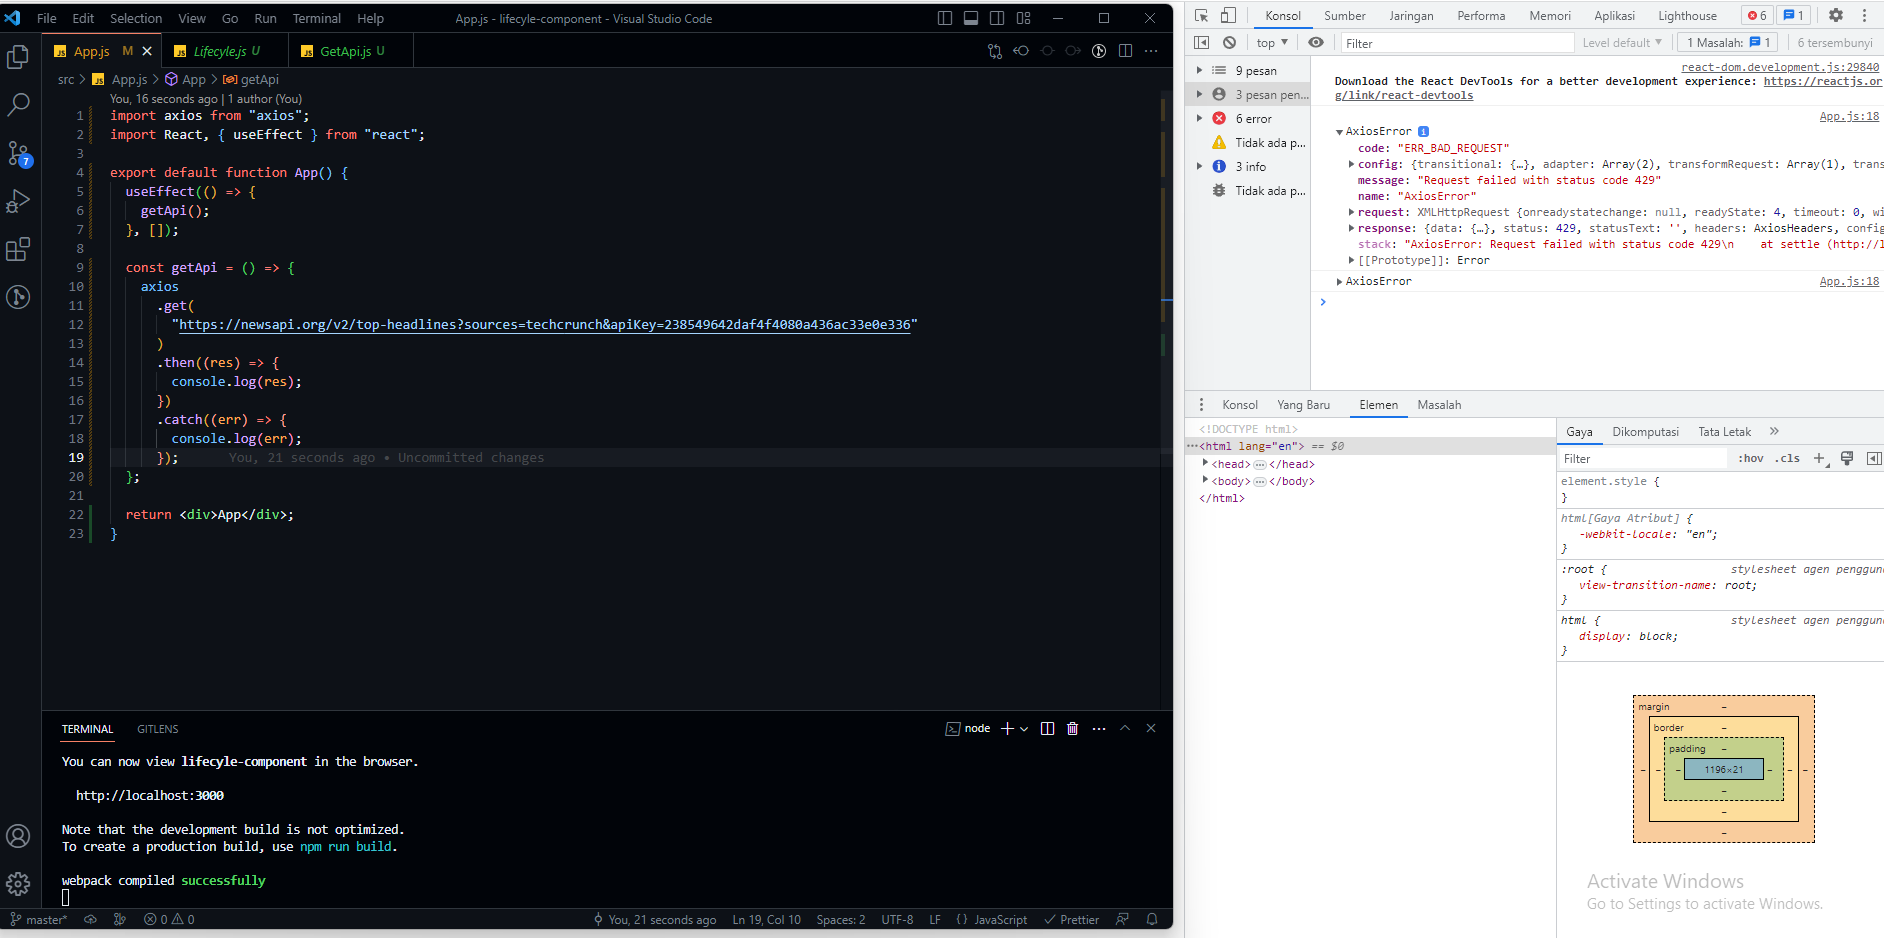 File Edit Selection View Go Run Terminal Help
App.js - lifecyle-component - Visual Studio Code
JS App.js M
JS Lifecyle.js U
JS GetApi.js U
src > JS App.js > App > getApi
You, 16 seconds ago | 1 author (You)
1 import axios from "axios";
2 import React, { useEffect } from "react";
3
4 export default function App() {
5 useEffect(() => {
6 getApi();
7 }, []);
8
9 const getApi = () => {
10 axios
11 .get(
12 "https://newsapi.org/v2/top-headlines?sources=techcrunch&apiKey=238549642daf4f4080a436ac33e0e336"
13 )
14 .then((res) => {
15 console.log(res);
16 })
17 .catch((err) => {
18 console.log(err);
19 }); You, 21 seconds ago • Uncommitted changes
20 };
21
22 return <div>App</div>;
23 }
7
TERMINAL GITLENS
node
You can now view lifecyle-component in the browser.
http://localhost:3000
Note that the development build is not optimized.
To create a production build, use npm run build.
webpack compiled successfully
master* 0 0
You, 21 seconds ago Ln 19, Col 10 Spaces: 2 UTF-8 LF {} JavaScript Prettier
Konsol Sumber Jaringan Performa Memori Aplikasi Lighthouse 6 1
top Filter Level default 1 Masalah: 1 6 tersembunyi
9 pesan
3 pesan pen...
6 error
Tidak ada p...
3 info
Tidak ada p...
react-dom.development.js:29840
Download the React DevTools for a better development experience: https://reactjs.or
g/link/react-devtools
App.js:18
AxiosError i
code: "ERR_BAD_REQUEST"
config: {transitional: {…}, adapter: Array(2), transformRequest: Array(1), trans
message: "Request failed with status code 429"
name: "AxiosError"
request: XMLHttpRequest {onreadystatechange: null, readyState: 4, timeout: 0, wi
response: {data: {…}, status: 429, statusText: '', headers: AxiosHeaders, config
stack: "AxiosError: Request failed with status code 429\n at settle (http://l
[[Prototype]]: Error
AxiosError App.js:18
Konsol Yang Baru Elemen Masalah
<!DOCTYPE html>
<html lang="en"> == $0
<head> </head>
<body> </body>
</html>
Gaya Dikomputasi Tata Letak
Filter :hov .cls
element.style {
}
html[Gaya Atribut] {
-webkit-locale: "en";
}
:root { stylesheet agen penggun
view-transition-name: root;
}
html { stylesheet agen penggun
display: block;
}
margin
border
padding
1196×21
Activate Windows
Go to Settings to activate Windows.